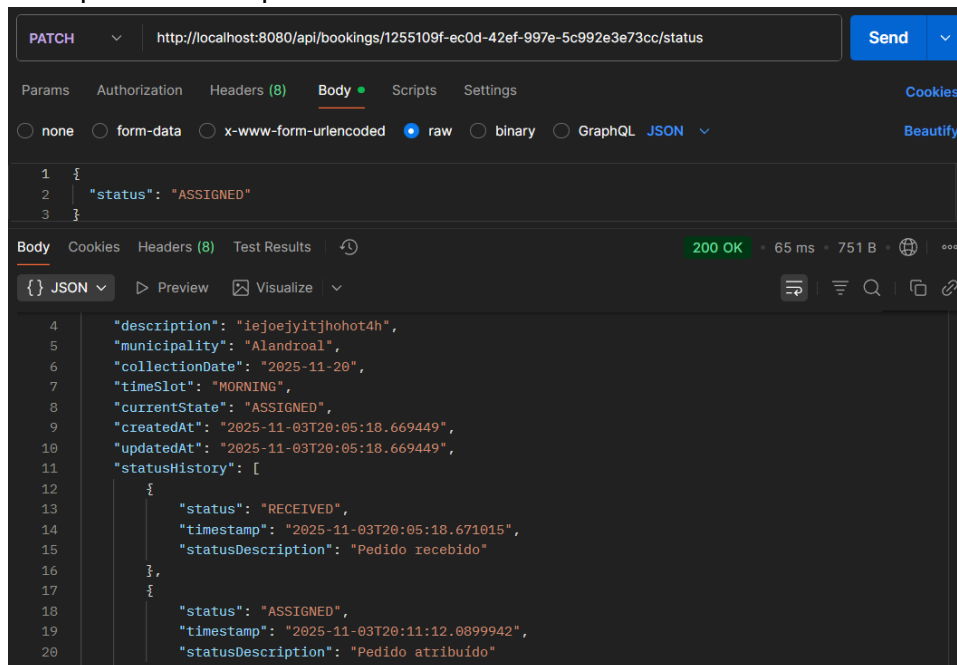 PATCH http://localhost:8080/api/bookings/1255109f-ec0d-42ef-997e-5c992e3e73cc/status Send
Params Authorization Headers (8) Body Scripts Settings Cookies
none form-data x-www-form-urlencoded raw binary GraphQL JSON Beautify
1 {
2 "status": "ASSIGNED"
3 }
Body Cookies Headers (8) Test Results 200 OK • 65 ms • 751 B
{} JSON Preview Visualize
4 "description": "iejoejyitjhohot4h",
5 "municipality": "Alandroal",
6 "collectionDate": "2025-11-20",
7 "timeSlot": "MORNING",
8 "currentState": "ASSIGNED",
9 "createdAt": "2025-11-03T20:05:18.669449",
10 "updatedAt": "2025-11-03T20:05:18.669449",
11 "statusHistory": [
12 {
13 "status": "RECEIVED",
14 "timestamp": "2025-11-03T20:05:18.671015",
15 "statusDescription": "Pedido recebido"
16 },
17 {
18 "status": "ASSIGNED",
19 "timestamp": "2025-11-03T20:11:12.0899942",
20 "statusDescription": "Pedido atribuído"